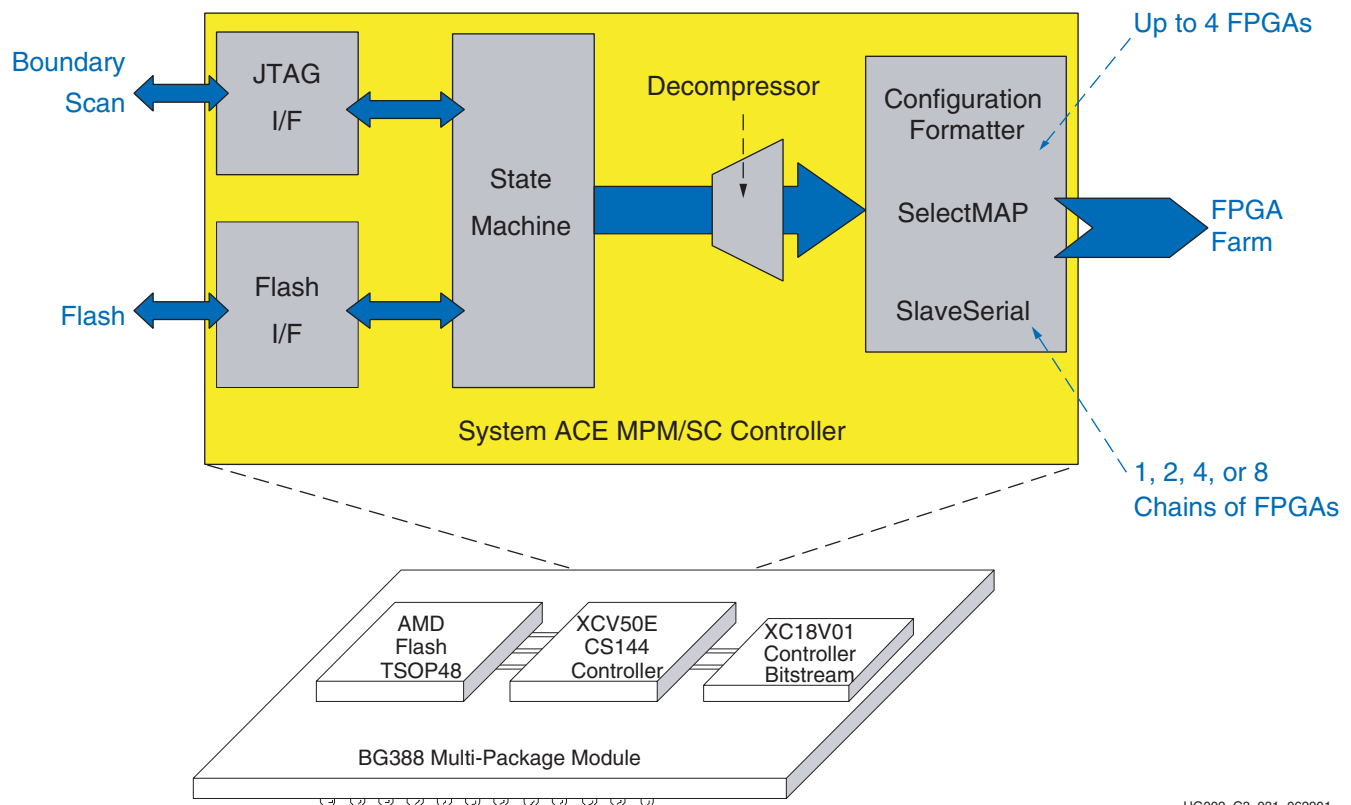 Boundary
Scan
JTAG
I/F
Flash
Flash
I/F
State
Machine
Decompressor
Configuration
Formatter
SelectMAP
SlaveSerial
Up to 4 FPGAs
FPGA
Farm
1, 2, 4, or 8
Chains of FPGAs
System ACE MPM/SC Controller
AMD
Flash
TSOP48
XCV50E
CS144
Controller
XC18V01
Controller
Bitstream
BG388 Multi-Package Module